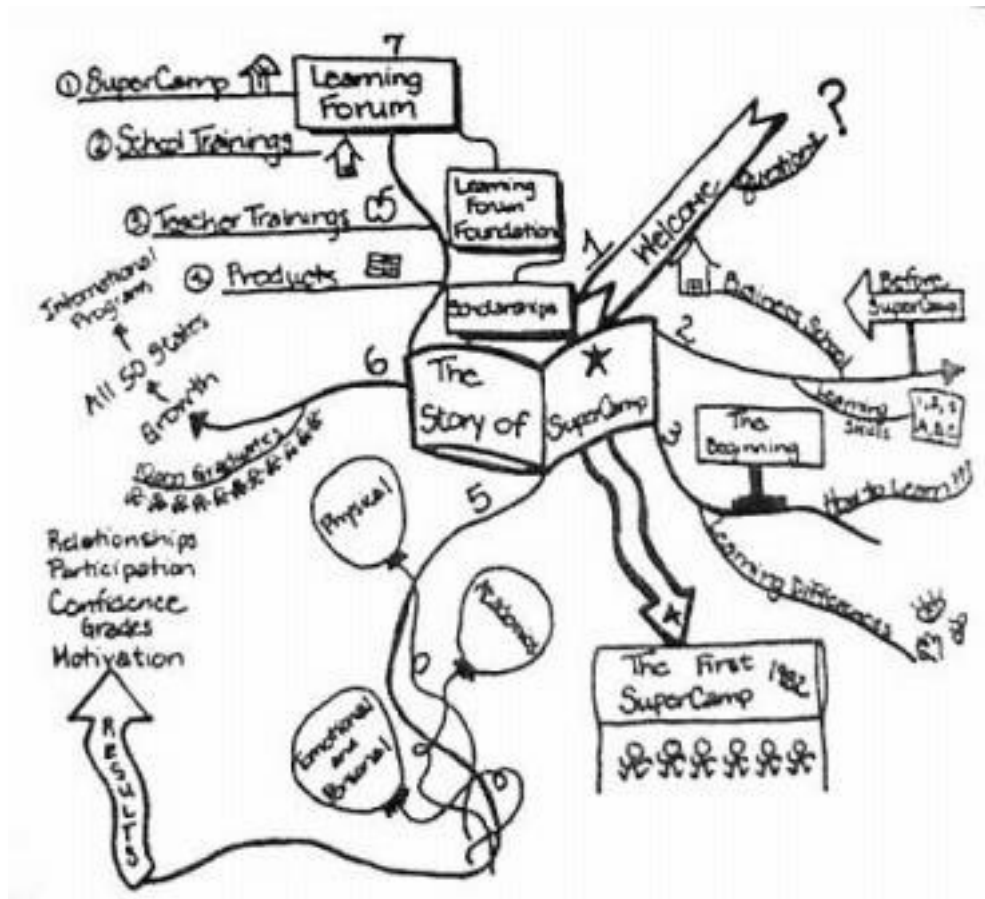 7
Learning
Forum
① SuperCamp
② School Trainings
③ Teacher Trainings
④ Products
Learning
Forum
Foundation
Scholarships
The
Story of
SuperCamp
1
Welcome
Questions
?
2
Business School
Before
SuperCamp
Learning
Skills
1, 2, 3
A, B, C
3
The
Beginning
How to Learn !!!
Learning Differences
The First 1982
SuperCamp
5
Physical
Academic
Emotional
and
Personal
RESULTS
Relationships
Participation
Confidence
Grades
Motivation
6
Graduates
Growth
All 50 States
International
Program